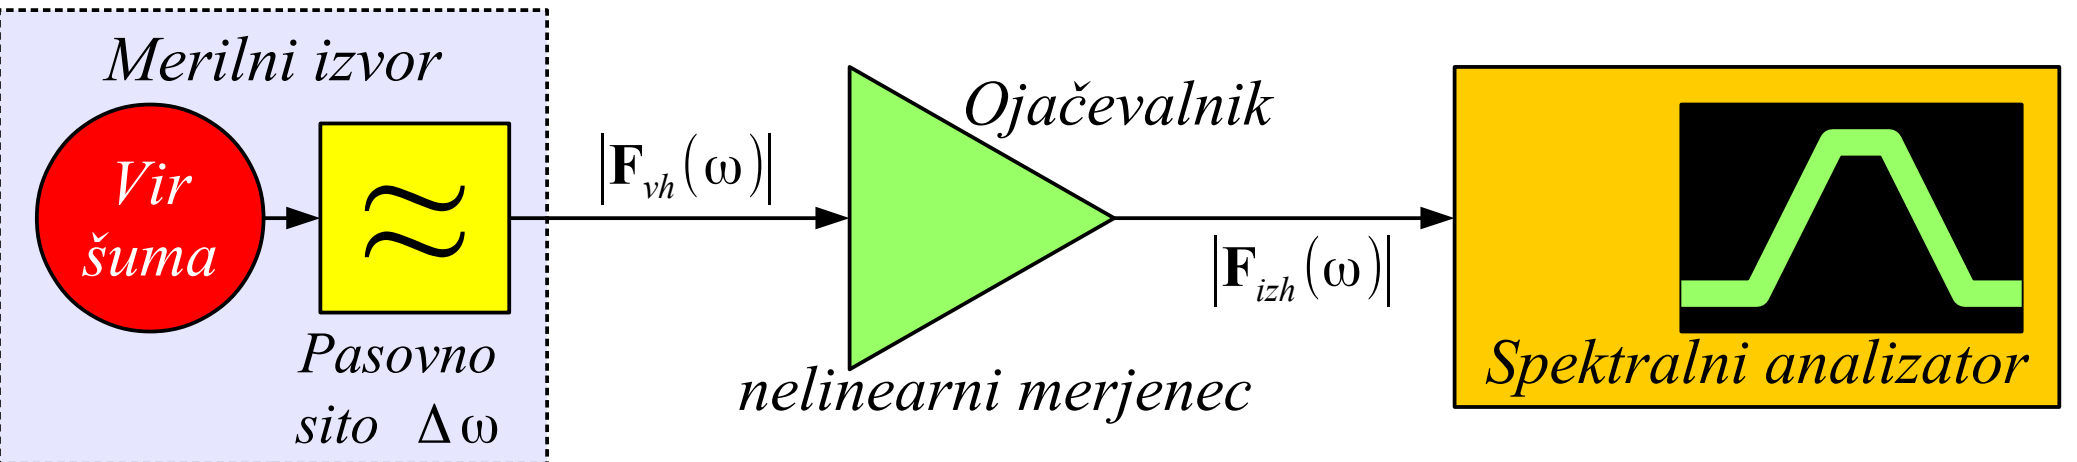 Merilni izvor
Vir
šuma
≈
Pasovno
sito Δω
|F_vh(ω)|
Ojačevalnik
nelinearni merjenec
|F_izh(ω)|
Spektralni analizator